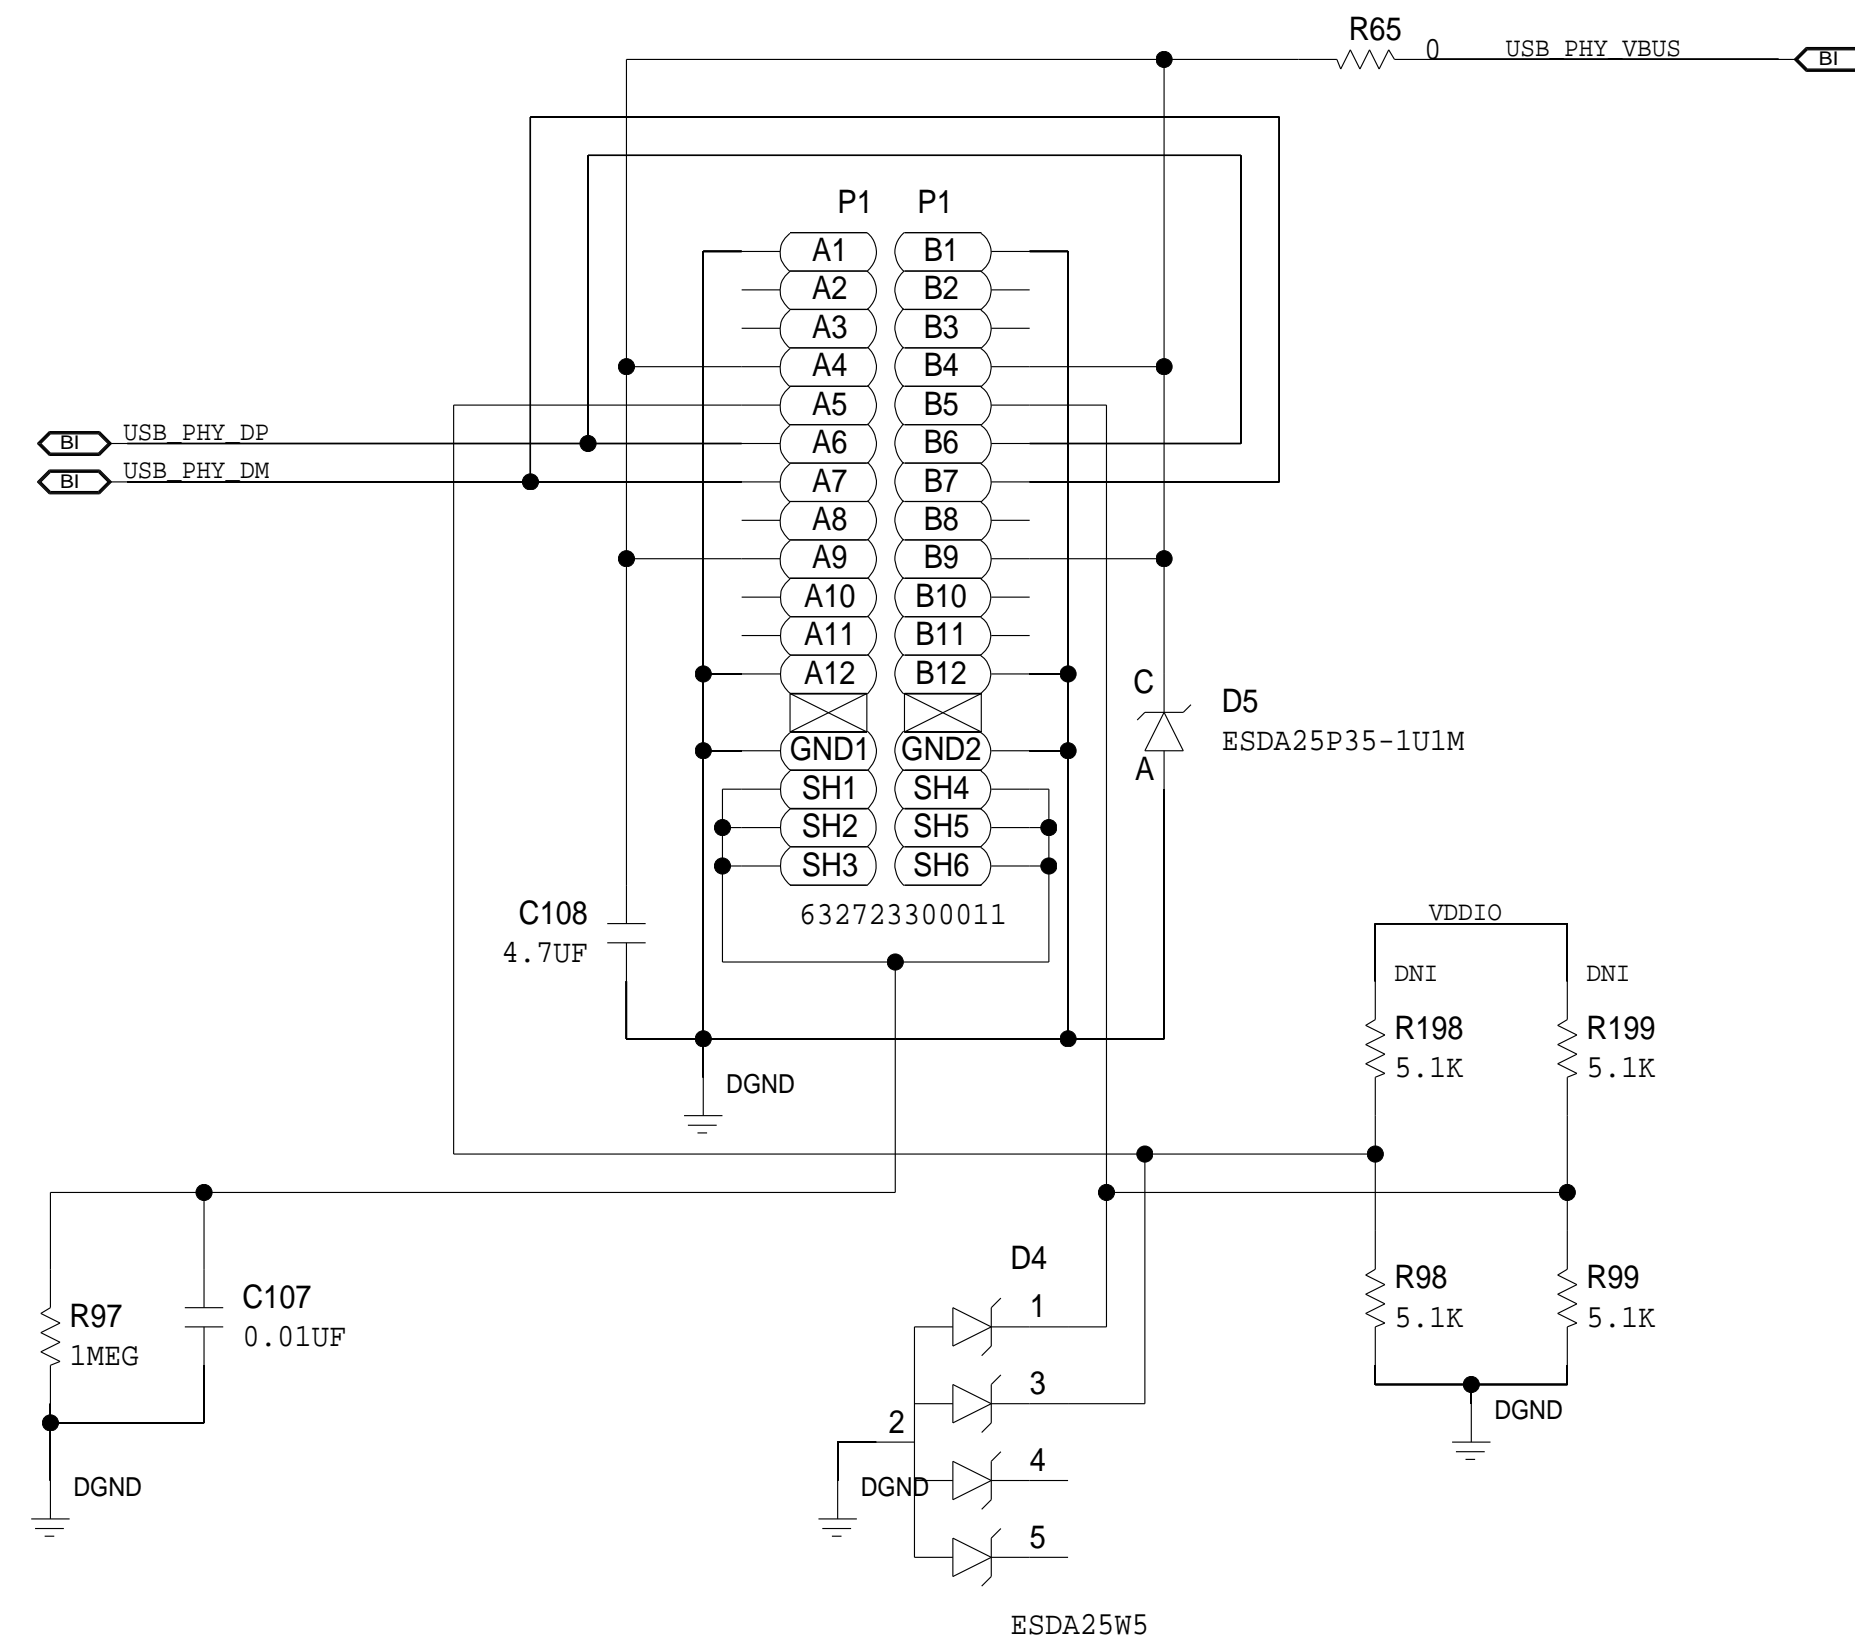 R65
0 USB_PHY_VBUS BI
P1 P1
A1 B1
A2 B2
A3 B3
A4 B4
A5 B5
BI USB_PHY_DP A6 B6
BI USB_PHY_DM A7 B7
A8 B8
A9 B9
A10 B10
A11 B11
A12 B12
C
D5
ESDA25P35-1U1M
A
GND1 GND2
SH1 SH4
SH2 SH5
SH3 SH6
632723300011
C108
4.7UF
VDDIO
DNI DNI
R198 R199
5.1K 5.1K
DGND
D4
R98 R99
5.1K 5.1K
C107
0.01UF
R97
1MEG
1
3
2
4
5
DGND
DGND
DGND
ESDA25W5